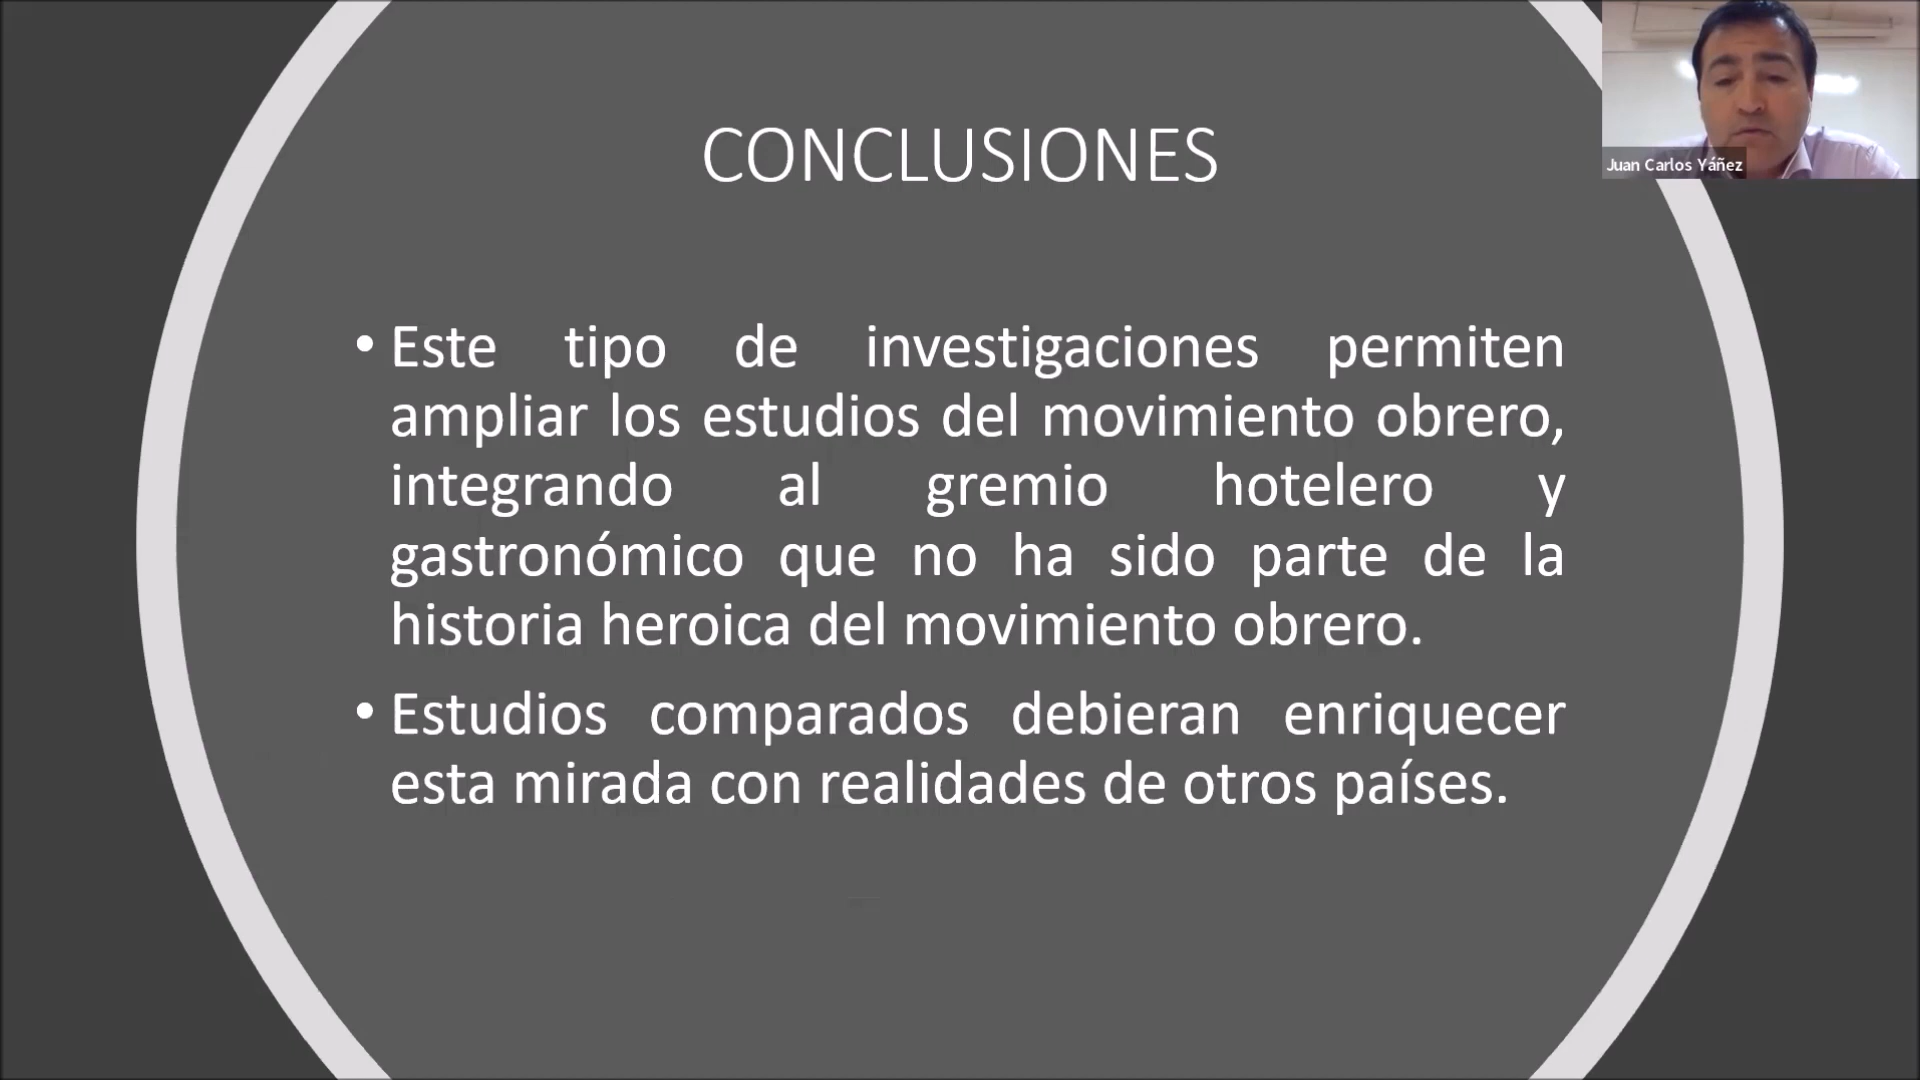 CONCLUSIONES
Juan Carlos Yáñez
• Este tipo de investigaciones permiten
ampliar los estudios del movimiento obrero,
integrando al gremio hotelero y
gastronómico que no ha sido parte de la
historia heroica del movimiento obrero.
• Estudios comparados debieran enriquecer
esta mirada con realidades de otros países.